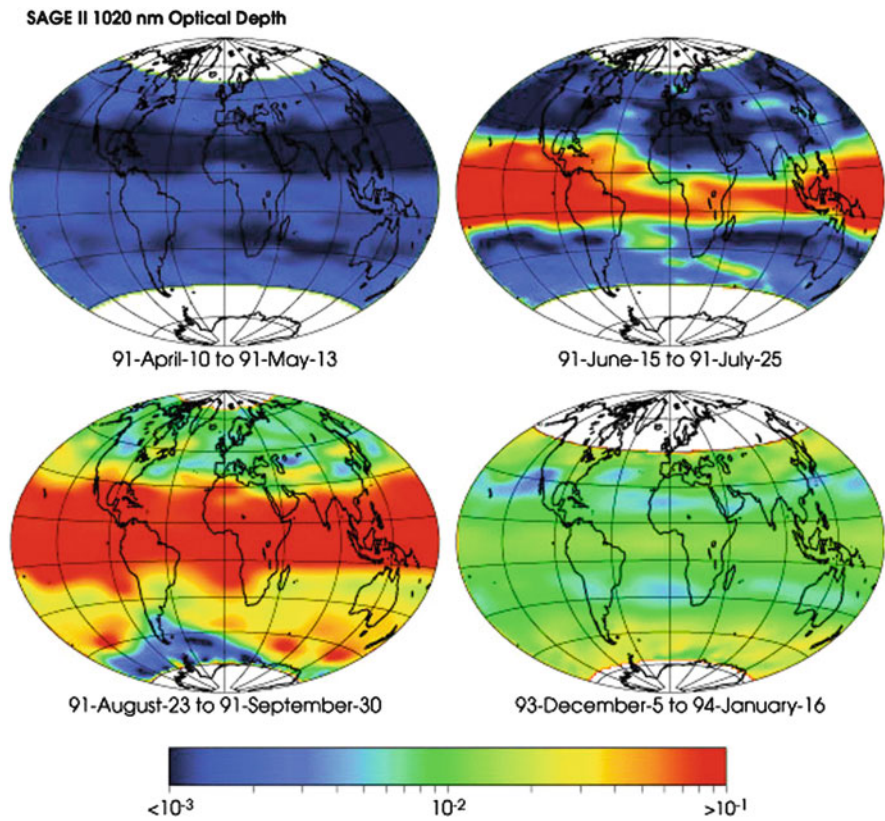 SAGE II 1020 nm Optical Depth
91-April-10 to 91-May-13
91-June-15 to 91-July-25
91-August-23 to 91-September-30
93-December-5 to 94-January-16
<10⁻³ 10⁻² >10⁻¹